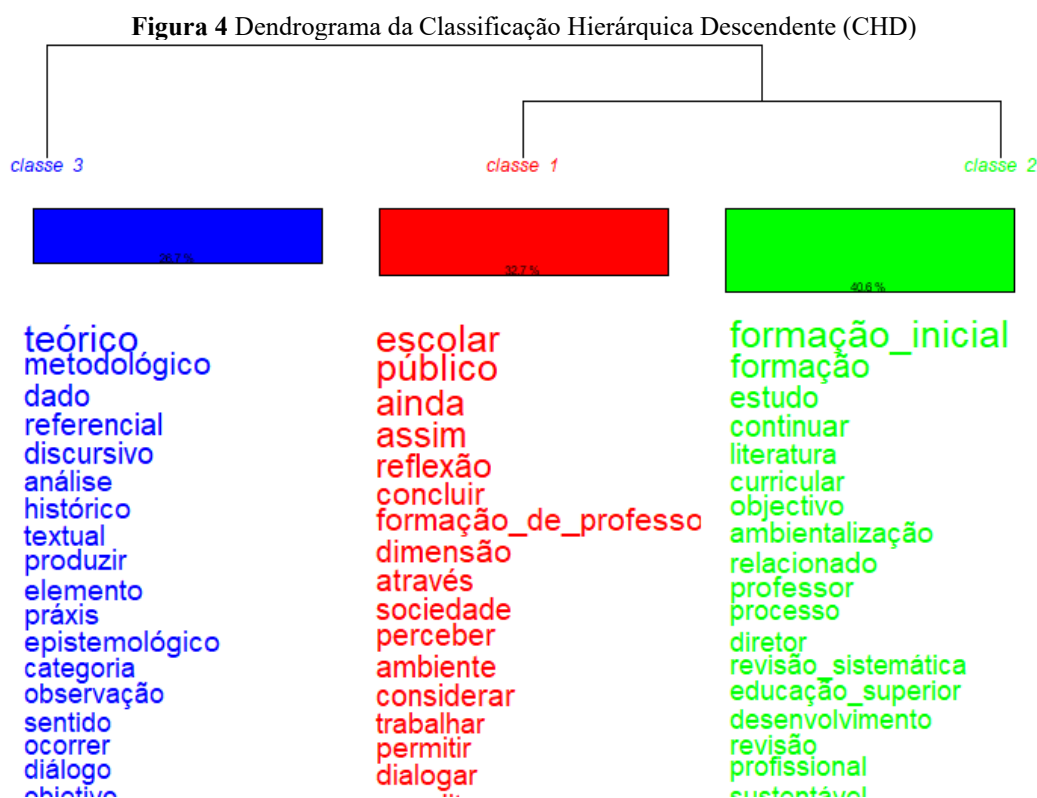 Figura 4 Dendrograma da Classificação Hierárquica Descendente (CHD)
classe 3
classe 1
classe 2
26.7 %
32.7 %
40.6 %
teórico
metodológico
dado
referencial
discursivo
análise
histórico
textual
produzir
elemento
práxis
epistemológico
categoria
observação
sentido
ocorrer
diálogo
objetivo
escolar
público
ainda
assim
reflexão
concluir
formação_de_professo
dimensão
através
sociedade
perceber
ambiente
considerar
trabalhar
permitir
dialogar
formação_inicial
formação
estudo
continuar
literatura
curricular
objectivo
ambientalização
relacionado
professor
processo
diretor
revisão_sistemática
educação_superior
desenvolvimento
revisão
profissional
sustentável